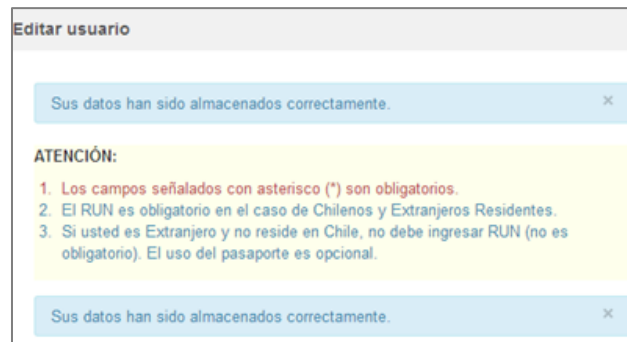 Editar usuario
Sus datos han sido almacenados correctamente. ×
ATENCIÓN:
1. Los campos señalados con asterisco (*) son obligatorios.
2. El RUN es obligatorio en el caso de Chilenos y Extranjeros Residentes.
3. Si usted es Extranjero y no reside en Chile, no debe ingresar RUN (no es
obligatorio). El uso del pasaporte es opcional.
Sus datos han sido almacenados correctamente. ×